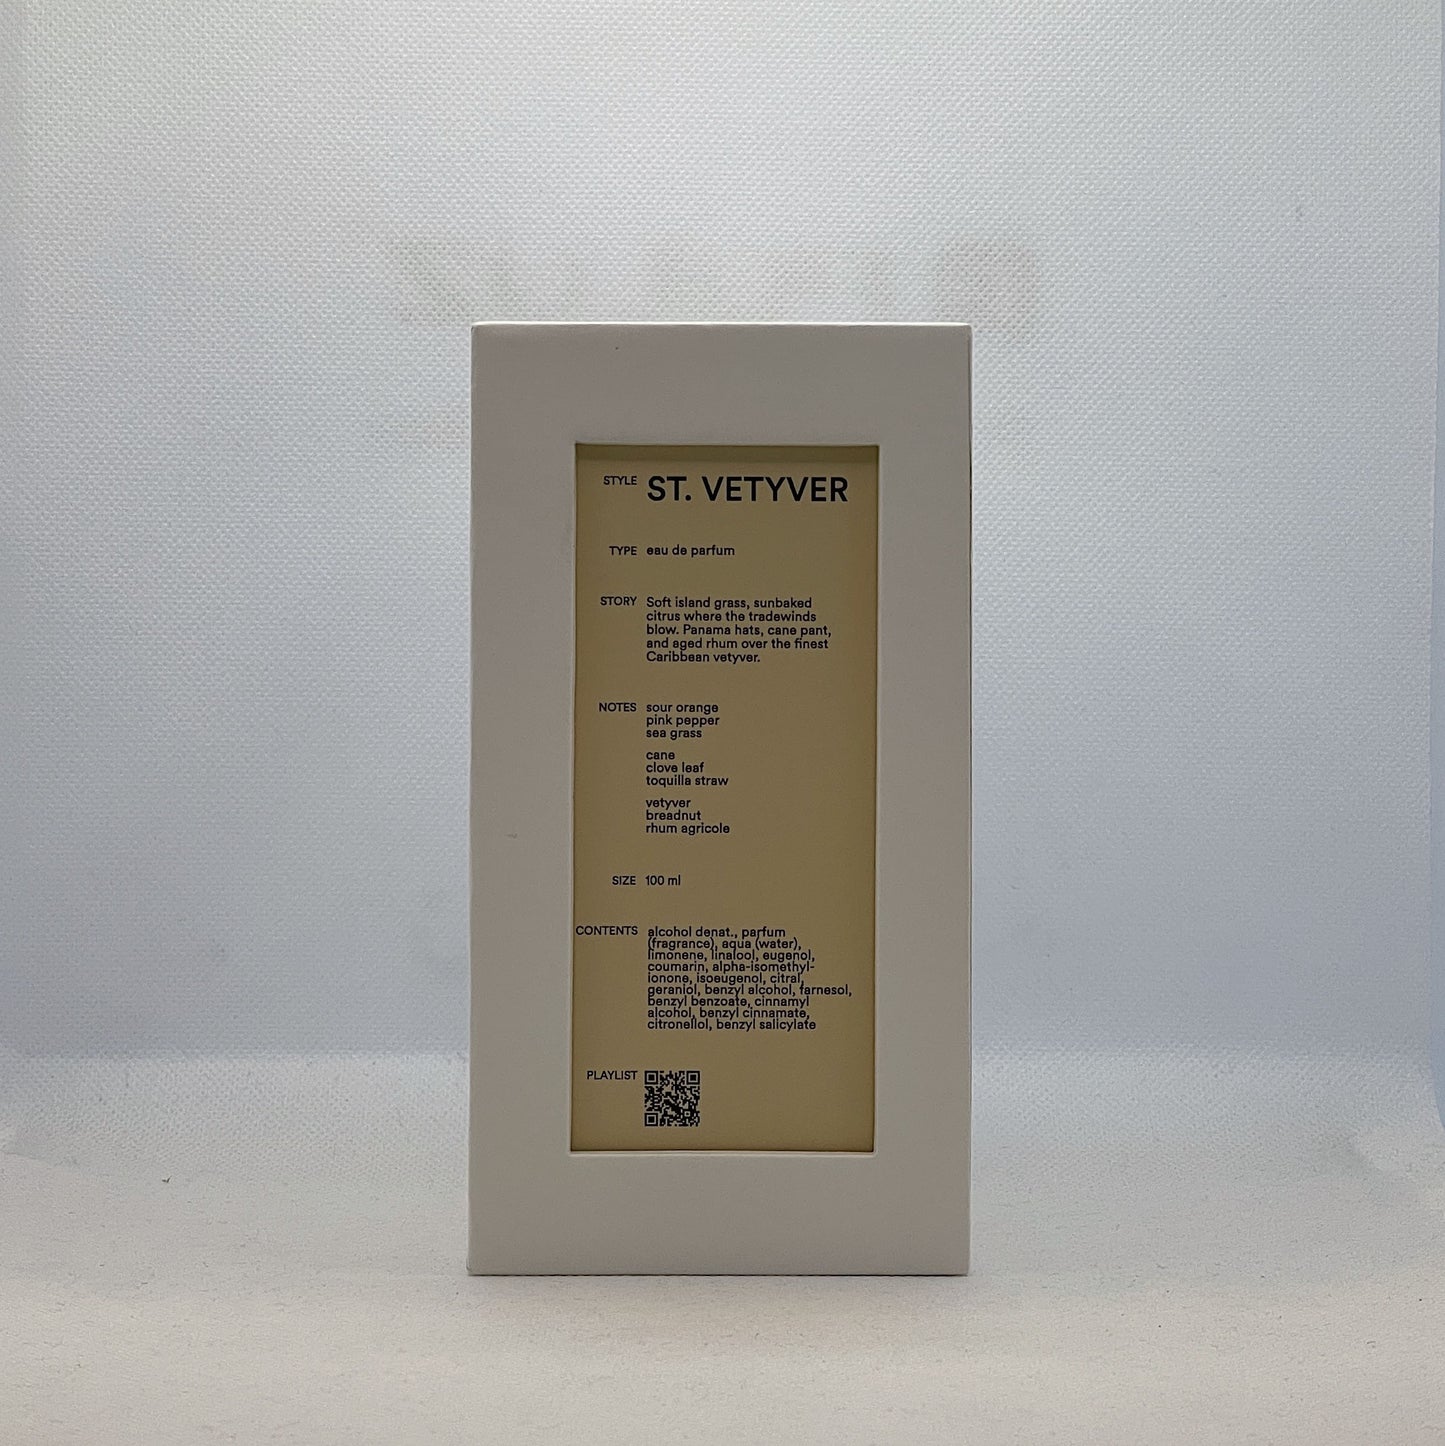 STYLE ST. VETYVER
TYPE eau de parfum
STORY Soft island grass, sunbaked
citrus where the tradewinds
blow. Panama hats, cane pant,
and aged rhum over the finest
Caribbean vetyver.
NOTES sour orange
pink pepper
sea grass
cane
clove leaf
toquilla straw
vetyver
breadnut
rhum agricole
SIZE 100 ml
CONTENTS alcohol denat., parfum
(fragrance), aqua (water),
limonene, linalool, eugenol,
coumarin, alpha-isomethyl-
ionone, isoeugenol, citral,
geraniol, benzyl alcohol, farnesol,
benzyl benzoate, cinnamyl
alcohol, benzyl cinnamate,
citronellol, benzyl salicylate
PLAYLIST